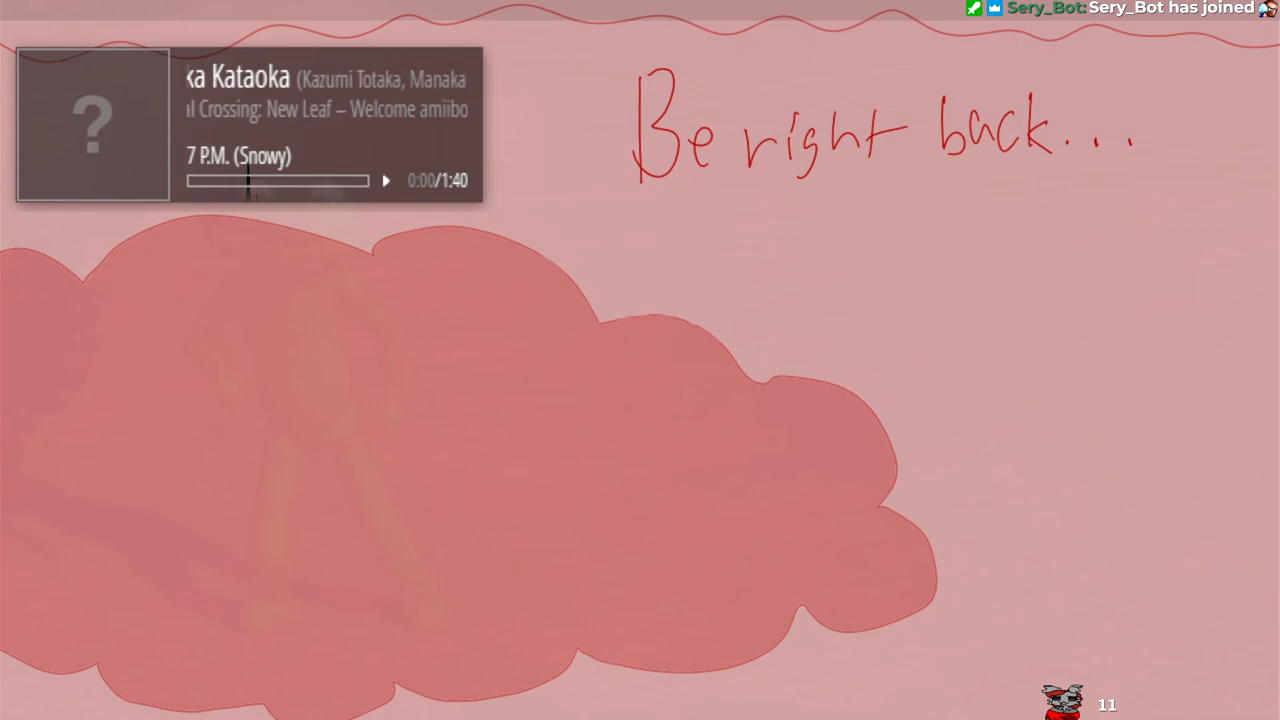 Sery_Bot: Sery_Bot has joined
ka Kataoka (Kazumi Totaka, Manaka
al Crossing: New Leaf – Welcome amiibo
7 P.M. (Snowy)
0:00/1:40
?
Be right back...
11